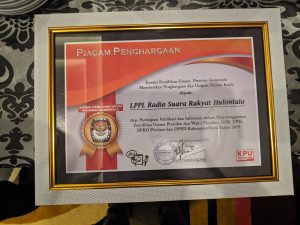 PIAGAM PENGHARGAAN
Komisi Pemilihan Umum Provinsi Gorontalo
Memberikan Penghargaan dan Ucapan Terima Kasih
Kepada
LPPL Radio Suara Rakyat Hulontalo
Atas Partisipasi Publikasi dan Informasi dalam Penyelenggaraan
Pemilihan Umum Presiden dan Wakil Presiden, DPR, DPD,
DPRD Provinsi dan DPRD Kabupaten/Kota Tahun 2019
KPU